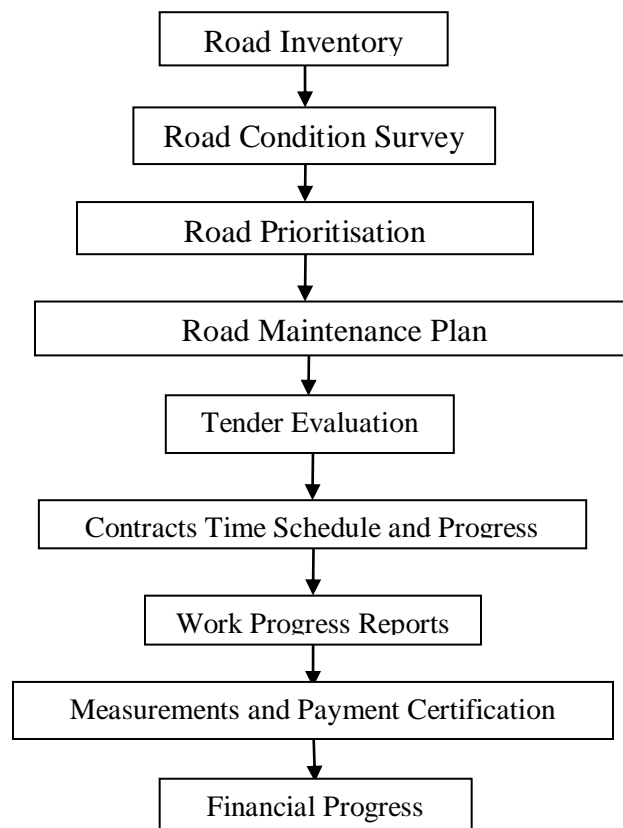 Road Inventory
Road Condition Survey
Road Prioritisation
Road Maintenance Plan
Tender Evaluation
Contracts Time Schedule and Progress
Work Progress Reports
Measurements and Payment Certification
Financial Progress